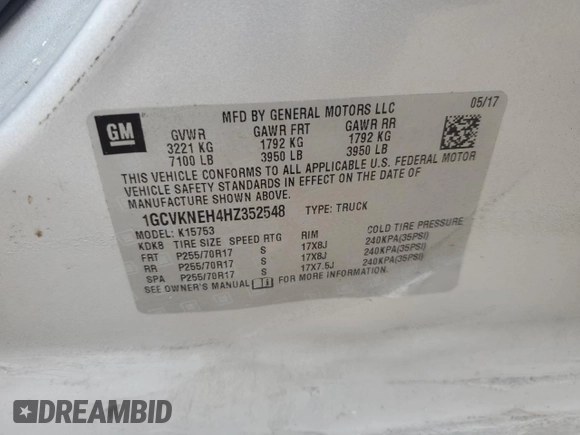 MFD BY GENERAL MOTORS LLC 05/17
GM
GVWR GAWR FRT GAWR RR
3221 KG 1792 KG 1792 KG
7100 LB 3950 LB 3950 LB
THIS VEHICLE CONFORMS TO ALL APPLICABLE U.S. FEDERAL MOTOR
VEHICLE SAFETY STANDARDS IN EFFECT ON THE DATE OF
MANUFACTURE SHOWN ABOVE.
1GCVKNEH4HZ352548 TYPE: TRUCK
MODEL: K15753
KDK8 TIRE SIZE SPEED RTG RIM COLD TIRE PRESSURE
FRT P255/70R17 S 17X8J 240KPA(35PSI)
RR P255/70R17 S 17X8J 240KPA(35PSI)
SPA P255/70R17 S 17X7.5J 240KPA(35PSI)
SEE OWNER'S MANUAL FOR MORE INFORMATION.
DREAMBID